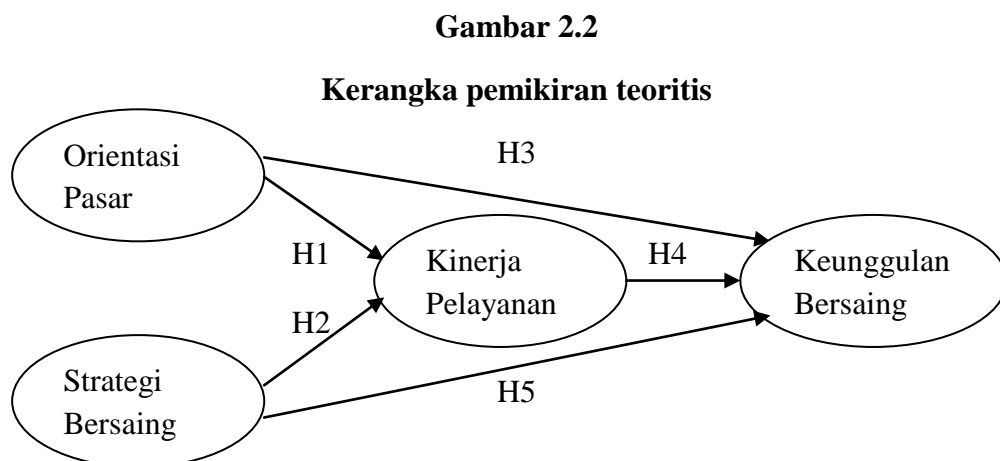 Gambar 2.2
Kerangka pemikiran teoritis
Orientasi
Pasar
H3
H1
Kinerja
Pelayanan
H4
Keunggulan
Bersaing
H2
Strategi
Bersaing
H5